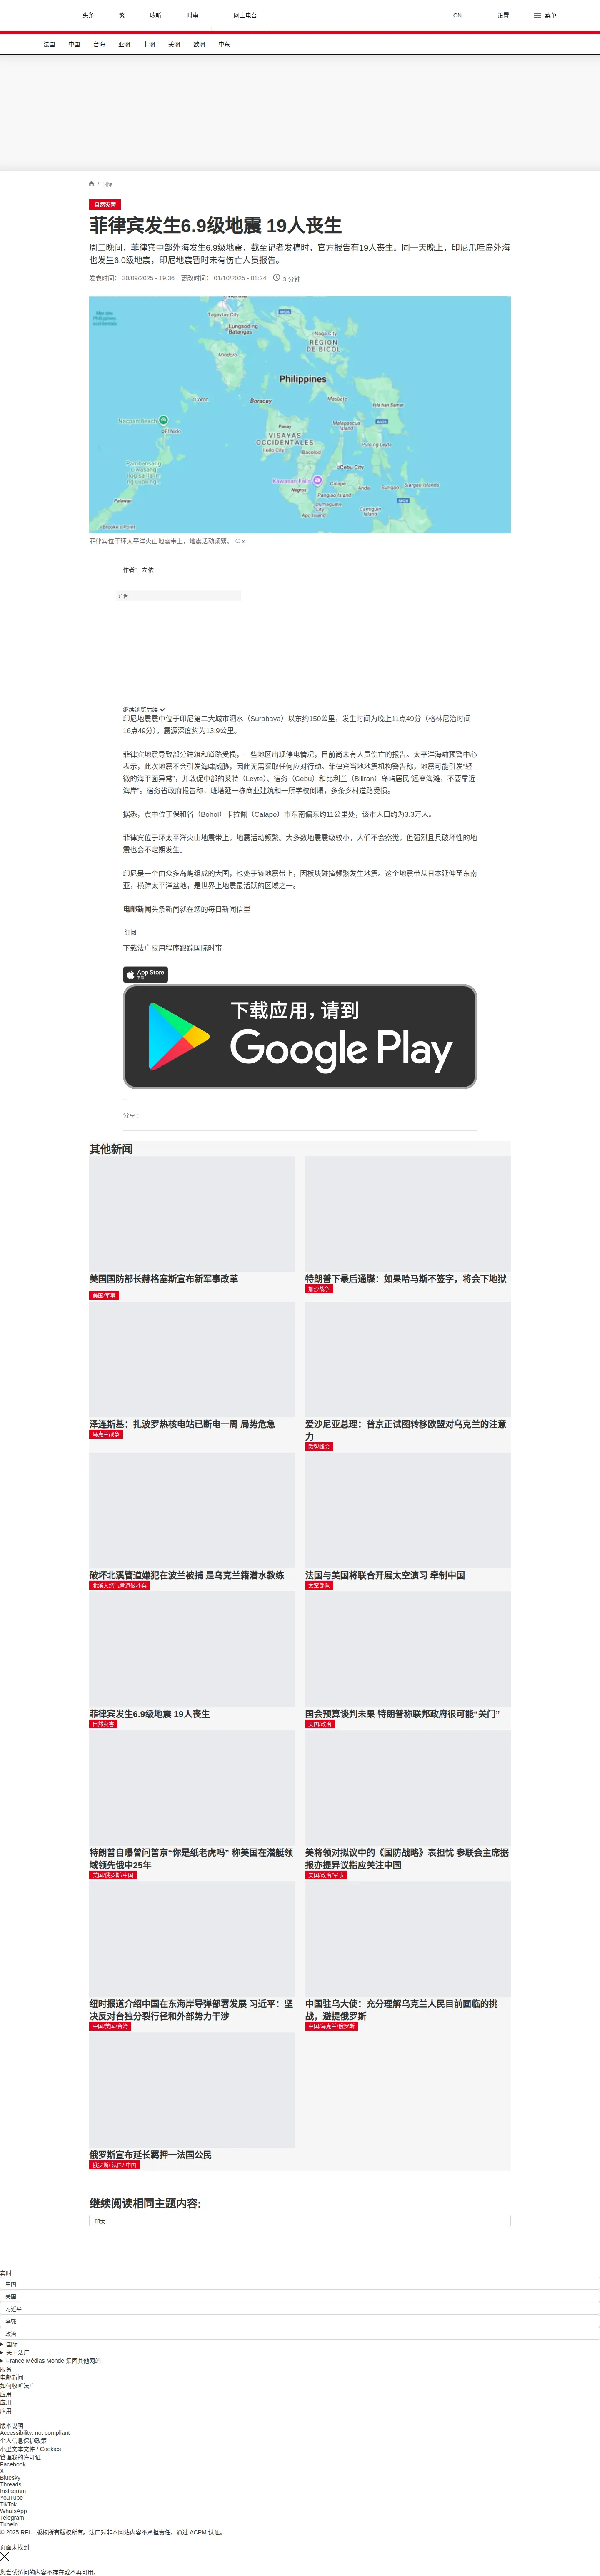 头条
繁
收听
时事
网上电台
CN
设置
菜单
法国
中国
台海
亚洲
非洲
美洲
欧洲
中东
/ 国际
自然灾害
菲律宾发生6.9级地震 19人丧生
周二晚间，菲律宾中部外海发生6.9级地震，截至记者发稿时，官方报告有19人丧生。同一天晚上，印尼爪哇岛外海
也发生6.0级地震，印尼地震暂时未有伤亡人员报告。
发表时间： 30/09/2025 - 19:36 更改时间： 01/10/2025 - 01:24 3 分钟
Mer des
Philippines
occidentale
Tagaytay City
Lungsod ng
Batangas
Naga City
RÉGION
DE BICOL
Mindoro
Philippines
Coron
Boracay
Masbate
Nacpan Beach
El Nido
Panay
VISAYAS
OCCIDENTALES
Iloilo City
Bacolod
Cebu City
Kawasan Falls
Negros
Panglao Island
Dumaguete
City
Apo Island
Camiguin
Island
Siargao Islands
Palawan
Brooke's Point
菲律宾位于环太平洋火山地震带上，地震活动频繁。 © x
作者： 左依
广告
继续浏览后续
印尼地震震中位于印尼第二大城市泗水（Surabaya）以东约150公里，发生时间为晚上11点49分（格林尼治时间
16点49分），震源深度约为13.9公里。
菲律宾地震导致部分建筑和道路受损，一些地区出现停电情况，目前尚未有人员伤亡的报告。太平洋海啸预警中心
表示，此次地震不会引发海啸威胁，因此无需采取任何应对行动。菲律宾当地地震机构警告称，地震可能引发“轻
微的海平面异常”，并敦促中部的莱特（Leyte）、宿务（Cebu）和比利兰（Biliran）岛屿居民“远离海滩，不要靠近
海岸”。宿务省政府报告称，班塔延一栋商业建筑和一所学校倒塌，多条乡村道路受损。
据悉，震中位于保和省（Bohol）卡拉佩（Calape）市东南偏东约11公里处，该市人口约为3.3万人。
菲律宾位于环太平洋火山地震带上，地震活动频繁。大多数地震震级较小，人们不会察觉，但强烈且具破坏性的地
震也会不定期发生。
印尼是一个由众多岛屿组成的大国，也处于该地震带上，因板块碰撞频繁发生地震。这个地震带从日本延伸至东南
亚，横跨太平洋盆地，是世界上地震最活跃的区域之一。
电邮新闻头条新闻就在您的每日新闻信里
订阅
下载法广应用程序跟踪国际时事
App Store
下载
下载应用，请到
Google Play
分享 :
其他新闻
美国国防部长赫格塞斯宣布新军事改革
美国/军事
特朗普下最后通牒：如果哈马斯不签字，将会下地狱
加沙战争
泽连斯基：扎波罗热核电站已断电一周 局势危急
乌克兰战争
爱沙尼亚总理：普京正试图转移欧盟对乌克兰的注意
力
欧盟峰会
破坏北溪管道嫌犯在波兰被捕 是乌克兰籍潜水教练
北溪天然气管道破坏案
法国与美国将联合开展太空演习 牵制中国
太空部队
菲律宾发生6.9级地震 19人丧生
自然灾害
国会预算谈判未果 特朗普称联邦政府很可能“关门”
美国/政治
特朗普自曝曾问普京“你是纸老虎吗” 称美国在潜艇领
域领先俄中25年
美国/俄罗斯/中国
美将领对拟议中的《国防战略》表担忧 参联会主席据
报亦提异议指应关注中国
美国/政治/军事
纽时报道介绍中国在东海岸导弹部署发展 习近平：坚
决反对台独分裂行径和外部势力干涉
中国/美国/台湾
中国驻乌大使：充分理解乌克兰人民目前面临的挑
战，避提俄罗斯
中国/乌克兰/俄罗斯
俄罗斯宣布延长羁押一法国公民
俄罗斯/ 法国/ 中国
继续阅读相同主题内容:
印太
实时
中国
美国
习近平
李强
政治
国际
关于法广
France Médias Monde 集团其他网站
服务
电邮新闻
如何收听法广
应用
应用
应用
版本说明
Accessibility: not compliant
个人信息保护政策
小型文本文件 / Cookies
管理我的许可证
Facebook
X
Bluesky
Threads
Instagram
YouTube
TikTok
WhatsApp
Telegram
TuneIn
© 2025 RFI – 版权所有版权所有。法广对非本网站内容不承担责任。通过 ACPM 认证。
页面未找到
您尝试访问的内容不存在或不再可用。